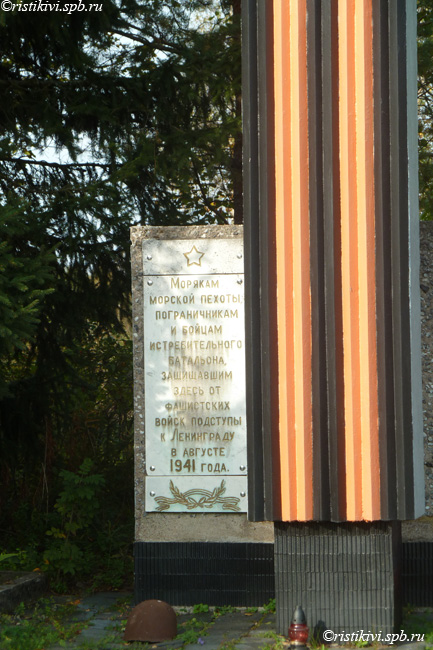 ©ristikivi.spb.ru
Морякам
морской пехоты,
пограничникам
и бойцам
истребительного
батальона,
защищавшим
здесь от
фашистских
войск подступы
к Ленинграду
в августе
1941 года.
©ristikivi.spb.ru